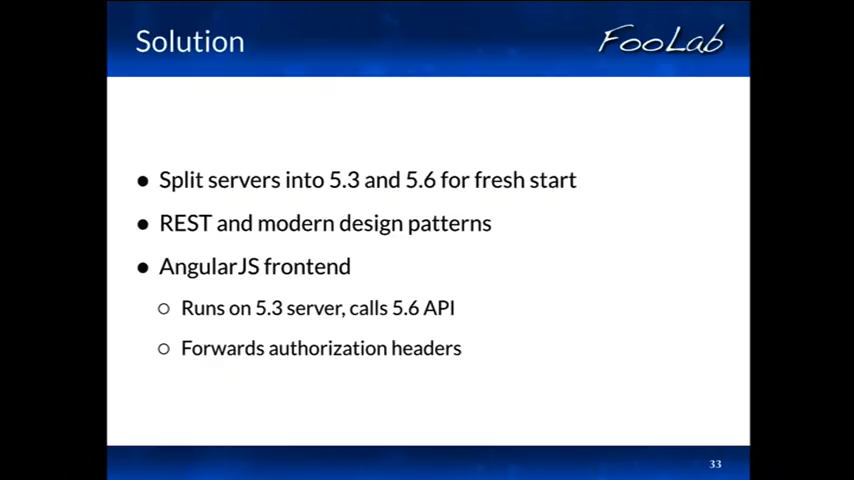 Solution
FooLab
Split servers into 5.3 and 5.6 for fresh start
REST and modern design patterns
AngularJS frontend
Runs on 5.3 server, calls 5.6 API
Forwards authorization headers
33